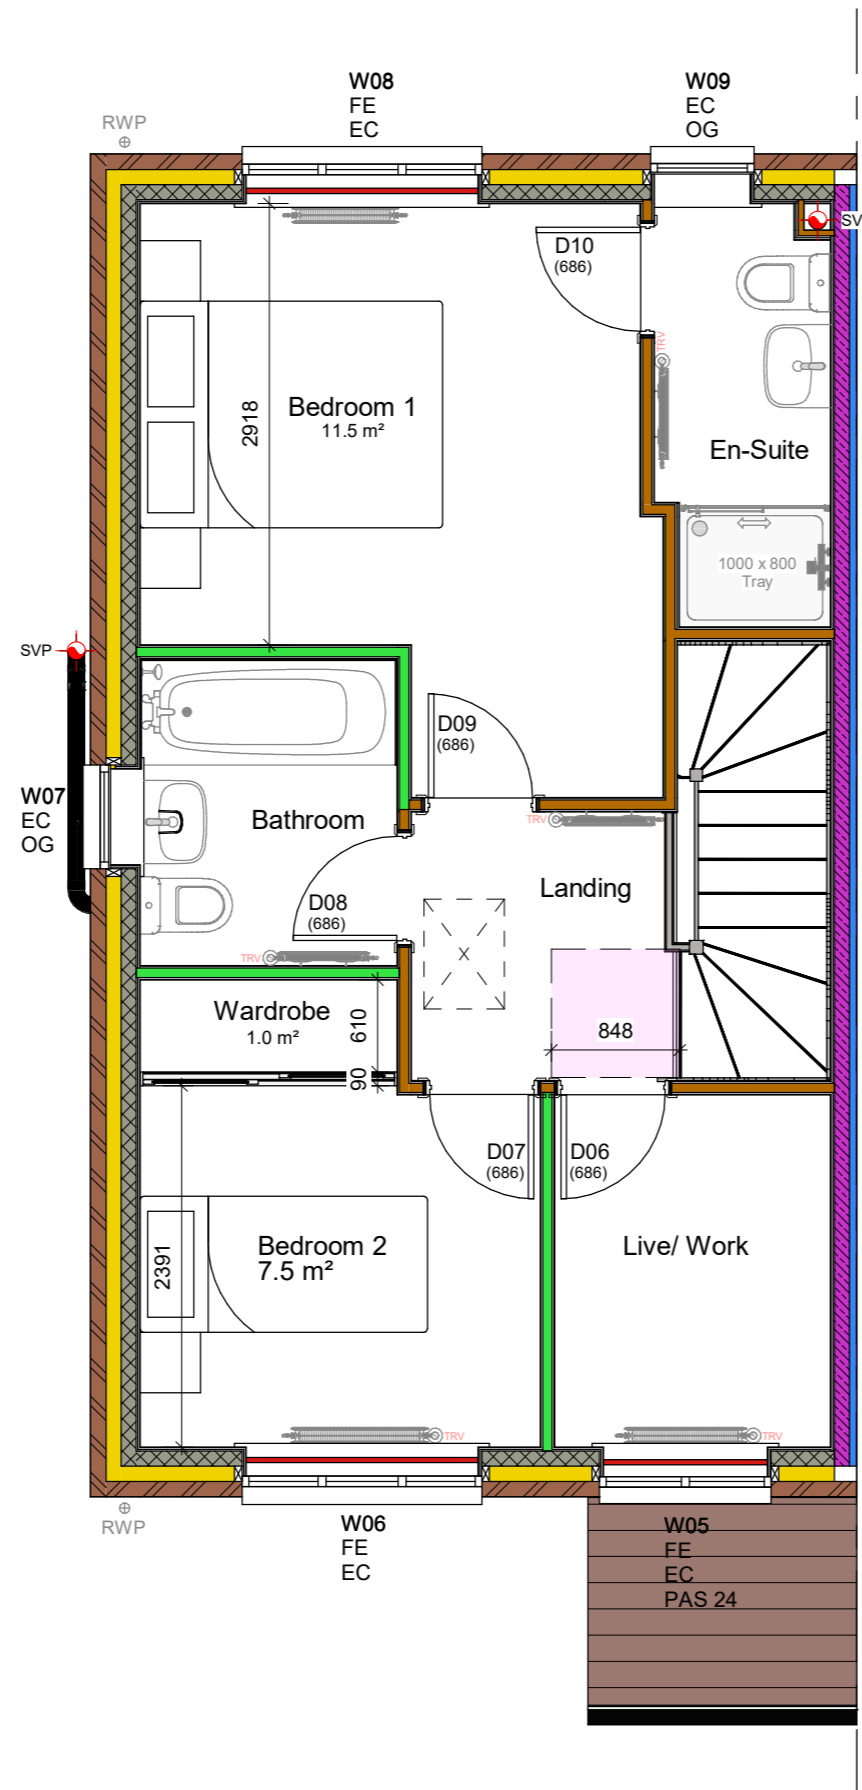 W08
FE
EC
W09
EC
OG
RWP
SV
D10
(686)
TRV
2918
Bedroom 1
11.5 m²
En-Suite
1000 x 800
Tray
SVP
D09
(686)
W07
EC
OG
Bathroom
TRV
Landing
D08
(686)
TRV
Wardrobe
1.0 m²
610
848
90
D07
(686)
D06
(686)
2391
Bedroom 2
7.5 m²
Live/ Work
TRV
TRV
RWP
W06
FE
EC
W05
FE
EC
PAS 24